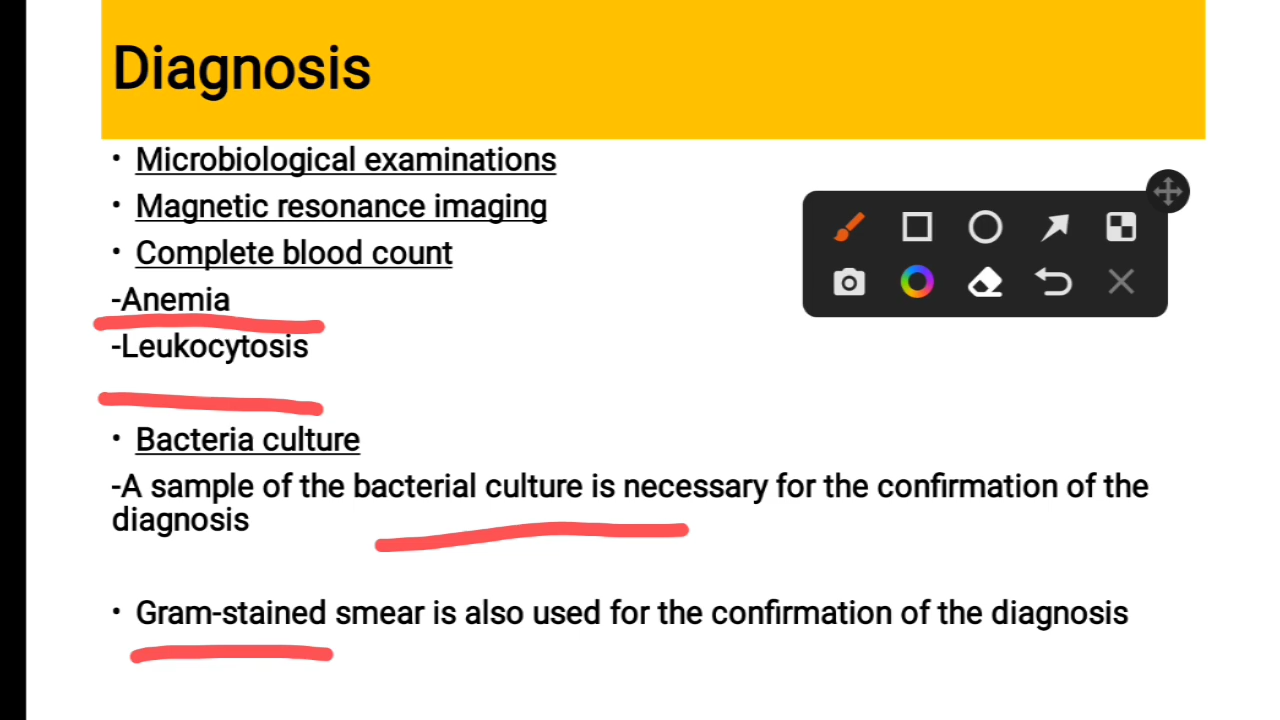 Diagnosis
• Microbiological examinations
• Magnetic resonance imaging
• Complete blood count
-Anemia
-Leukocytosis
• Bacteria culture
-A sample of the bacterial culture is necessary for the confirmation of the
diagnosis
• Gram-stained smear is also used for the confirmation of the diagnosis